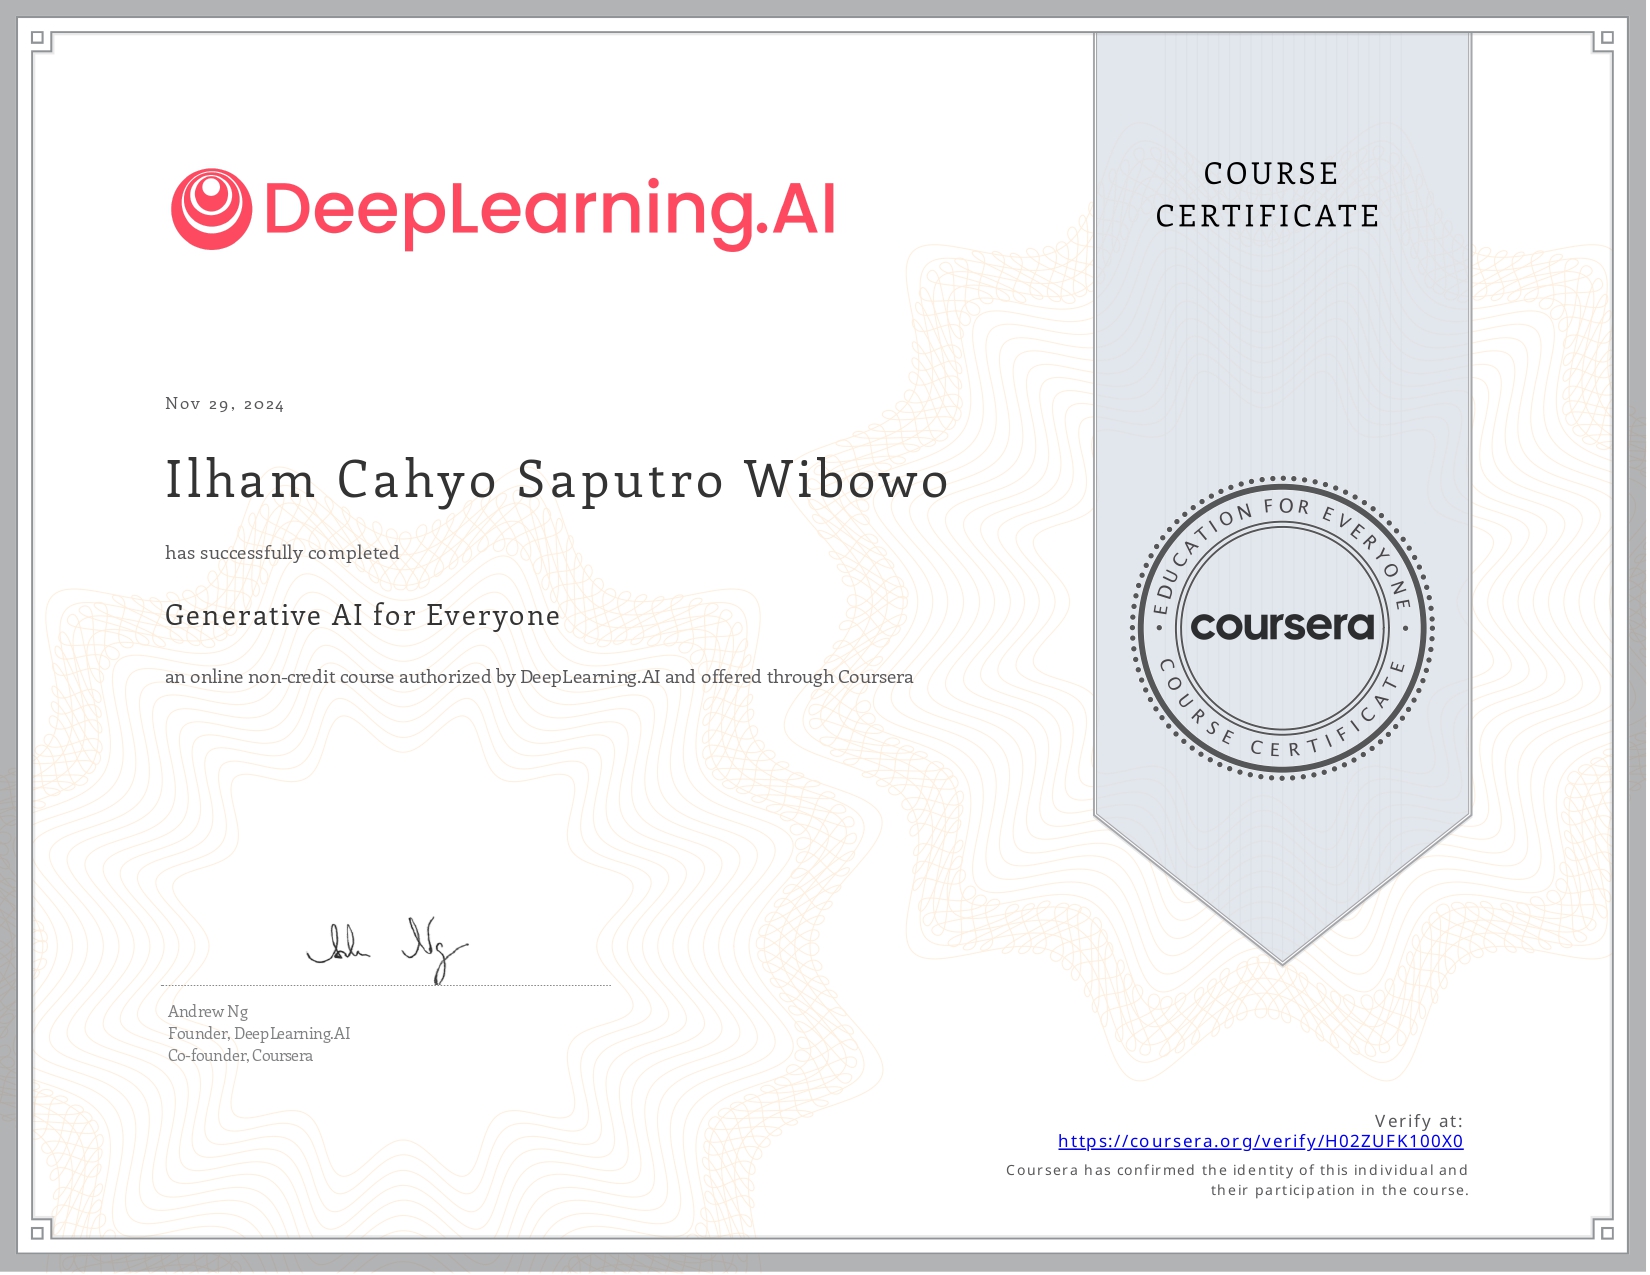 DeepLearning.AI
COURSE
CERTIFICATE
Nov 29, 2024
Ilham Cahyo Saputro Wibowo
has successfully completed
Generative AI for Everyone
an online non-credit course authorized by DeepLearning.AI and offered through Coursera
EDUCATION FOR EVERYONE
coursera
COURSE CERTIFICATE
Andrew Ng
Founder, DeepLearning.AI
Co-founder, Coursera
Verify at:
https://coursera.org/verify/H02ZUFK100X0
Coursera has confirmed the identity of this individual and
their participation in the course.